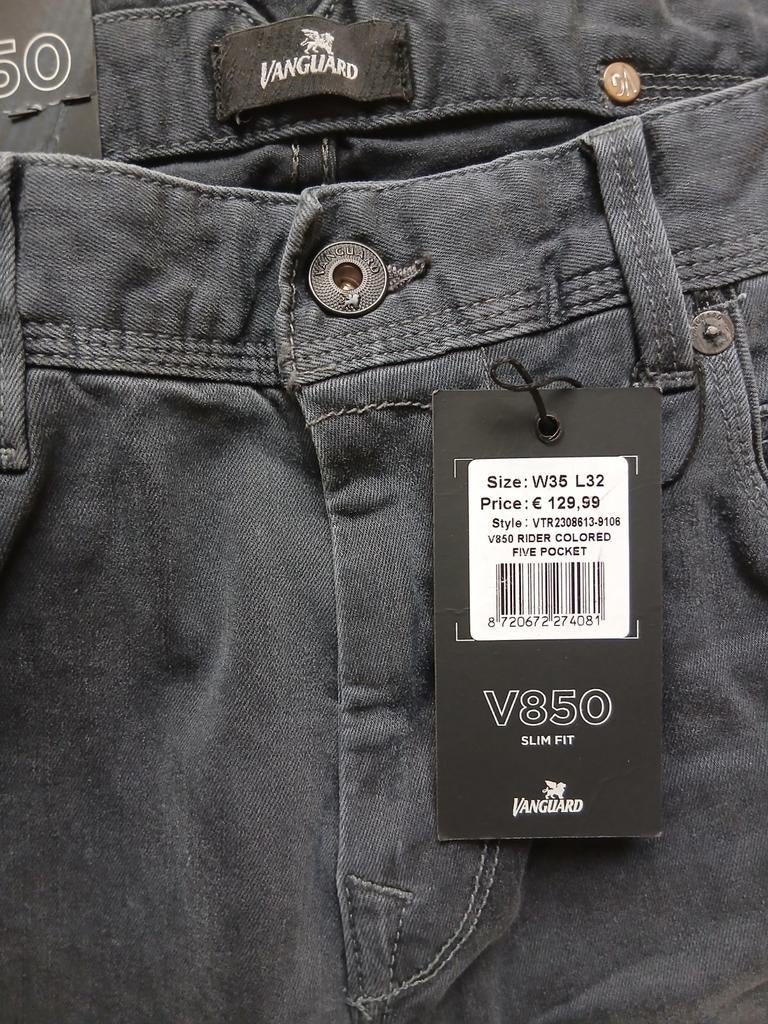 50
VANGUARD
VG
VANGUARD
Size: W35 L32
Price: € 129,99
Style : VTR2308613-9106
V850 RIDER COLORED
FIVE POCKET
8 720672 274081
V850
SLIM FIT
VANGUARD